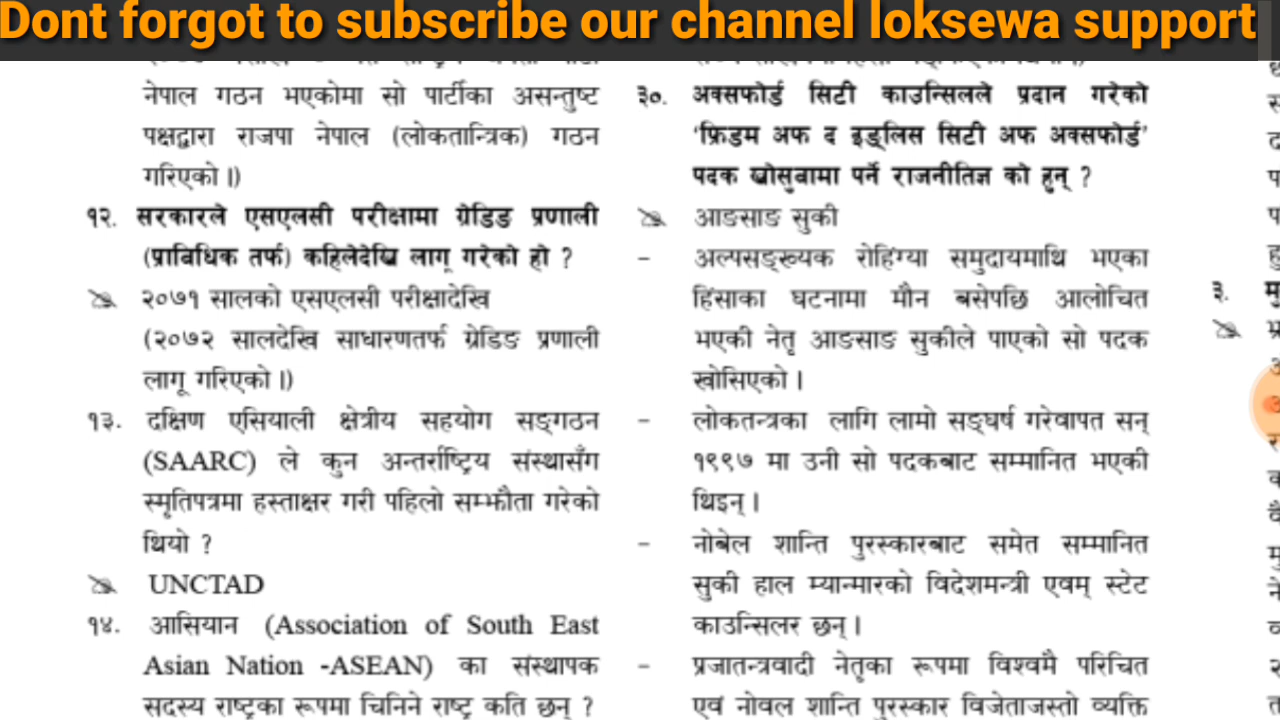 Dont forgot to subscribe our channel loksewa support
नेपाल गठन भएकोमा सो पार्टीका असन्तुष्ट
पक्षद्वारा राजपा नेपाल (लोकतान्त्रिक) गठन
गरिएको ।)
१२. सरकारले एसएलसी परीक्षामा ग्रेडिङ प्रणाली
(प्राविधिक तर्फ) कहिलेदेखि लागू गरेको हो ?
२०७१ सालको एसएलसी परीक्षादेखि
(२०७२ सालदेखि साधारणतर्फ ग्रेडिङ प्रणाली
लागू गरिएको ।)
१३. दक्षिण एसियाली क्षेत्रीय सहयोग सङ्गठन
(SAARC) ले कुन अन्तर्राष्ट्रिय संस्थासँग
स्मृतिपत्रमा हस्ताक्षर गरी पहिलो सम्झौता गरेको
थियो ?
UNCTAD
१४. आसियान (Association of South East
Asian Nation -ASEAN) का संस्थापक
सदस्य राष्ट्रका रूपमा चिनिने राष्ट्र कति छन् ?
३०. अक्सफोर्ड सिटी काउन्सिलले प्रदान गरेको
'फ्रिडम अफ द इङ्लिस सिटी अफ अक्सफोर्ड'
पदक खोसुवामा पर्ने राजनीतिज्ञ को हुन् ?
आङसाङ सुकी
– अल्पसङ्ख्यक रोहिंग्या समुदायमाथि भएका
हिंसाका घटनामा मौन बसेपछि आलोचित
भएकी नेतृ आङसाङ सुकीले पाएको सो पदक
खोसिएको ।
– लोकतन्त्रका लागि लामो सङ्घर्ष गरेवापत सन्
१९९७ मा उनी सो पदकबाट सम्मानित भएकी
थिइन् ।
– नोबेल शान्ति पुरस्कारबाट समेत सम्मानित
सुकी हाल म्यान्मारको विदेशमन्त्री एवम् स्टेट
काउन्सिलर छन् ।
– प्रजातन्त्रवादी नेतृका रूपमा विश्वमै परिचित
एवं नोवल शान्ति पुरस्कार विजेताजस्तो व्यक्ति
३.